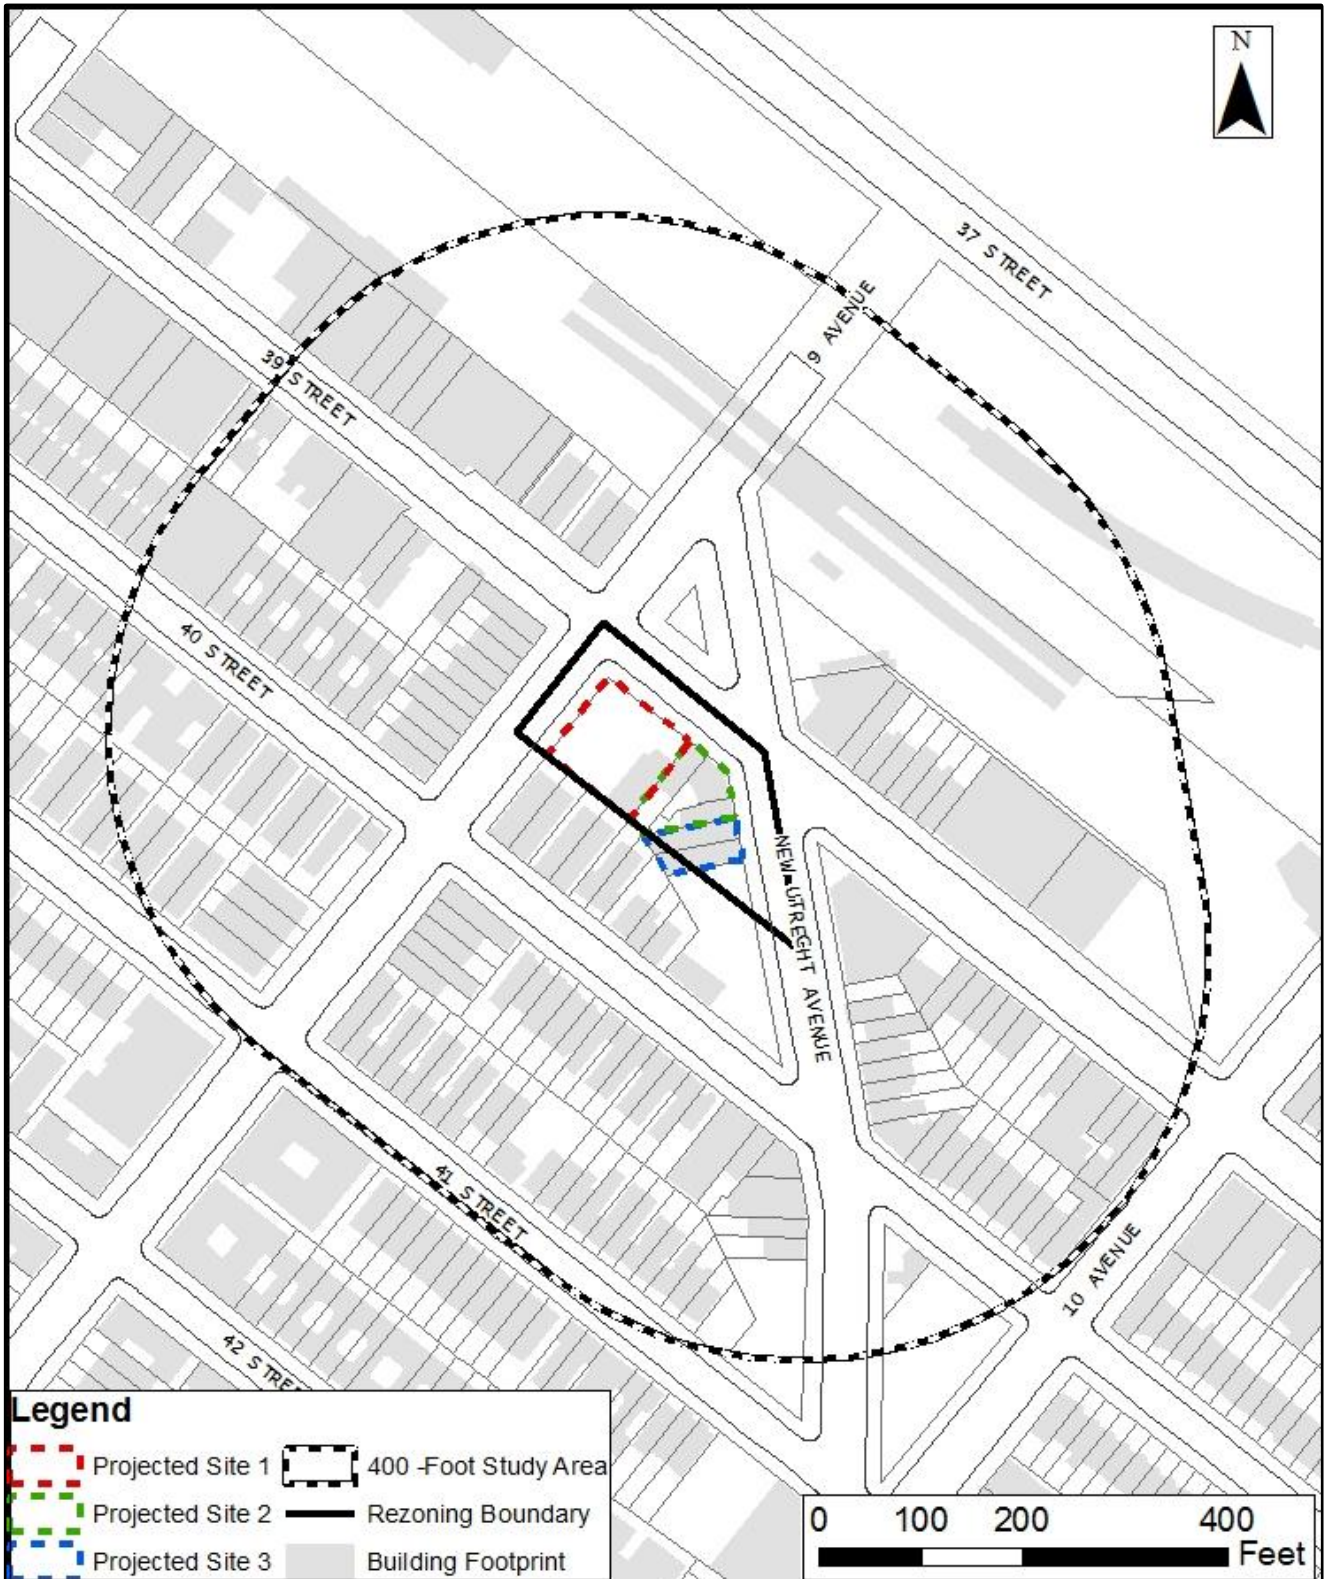 N
37 STREET
9 AVENUE
39 STREET
40 STREET
NEW UTRECHT AVENUE
41 STREET
10 AVENUE
42 STRE
Legend
Projected Site 1
400 -Foot Study Area
Projected Site 2
Rezoning Boundary
Projected Site 3
Building Footprint
0 100 200 400
Feet